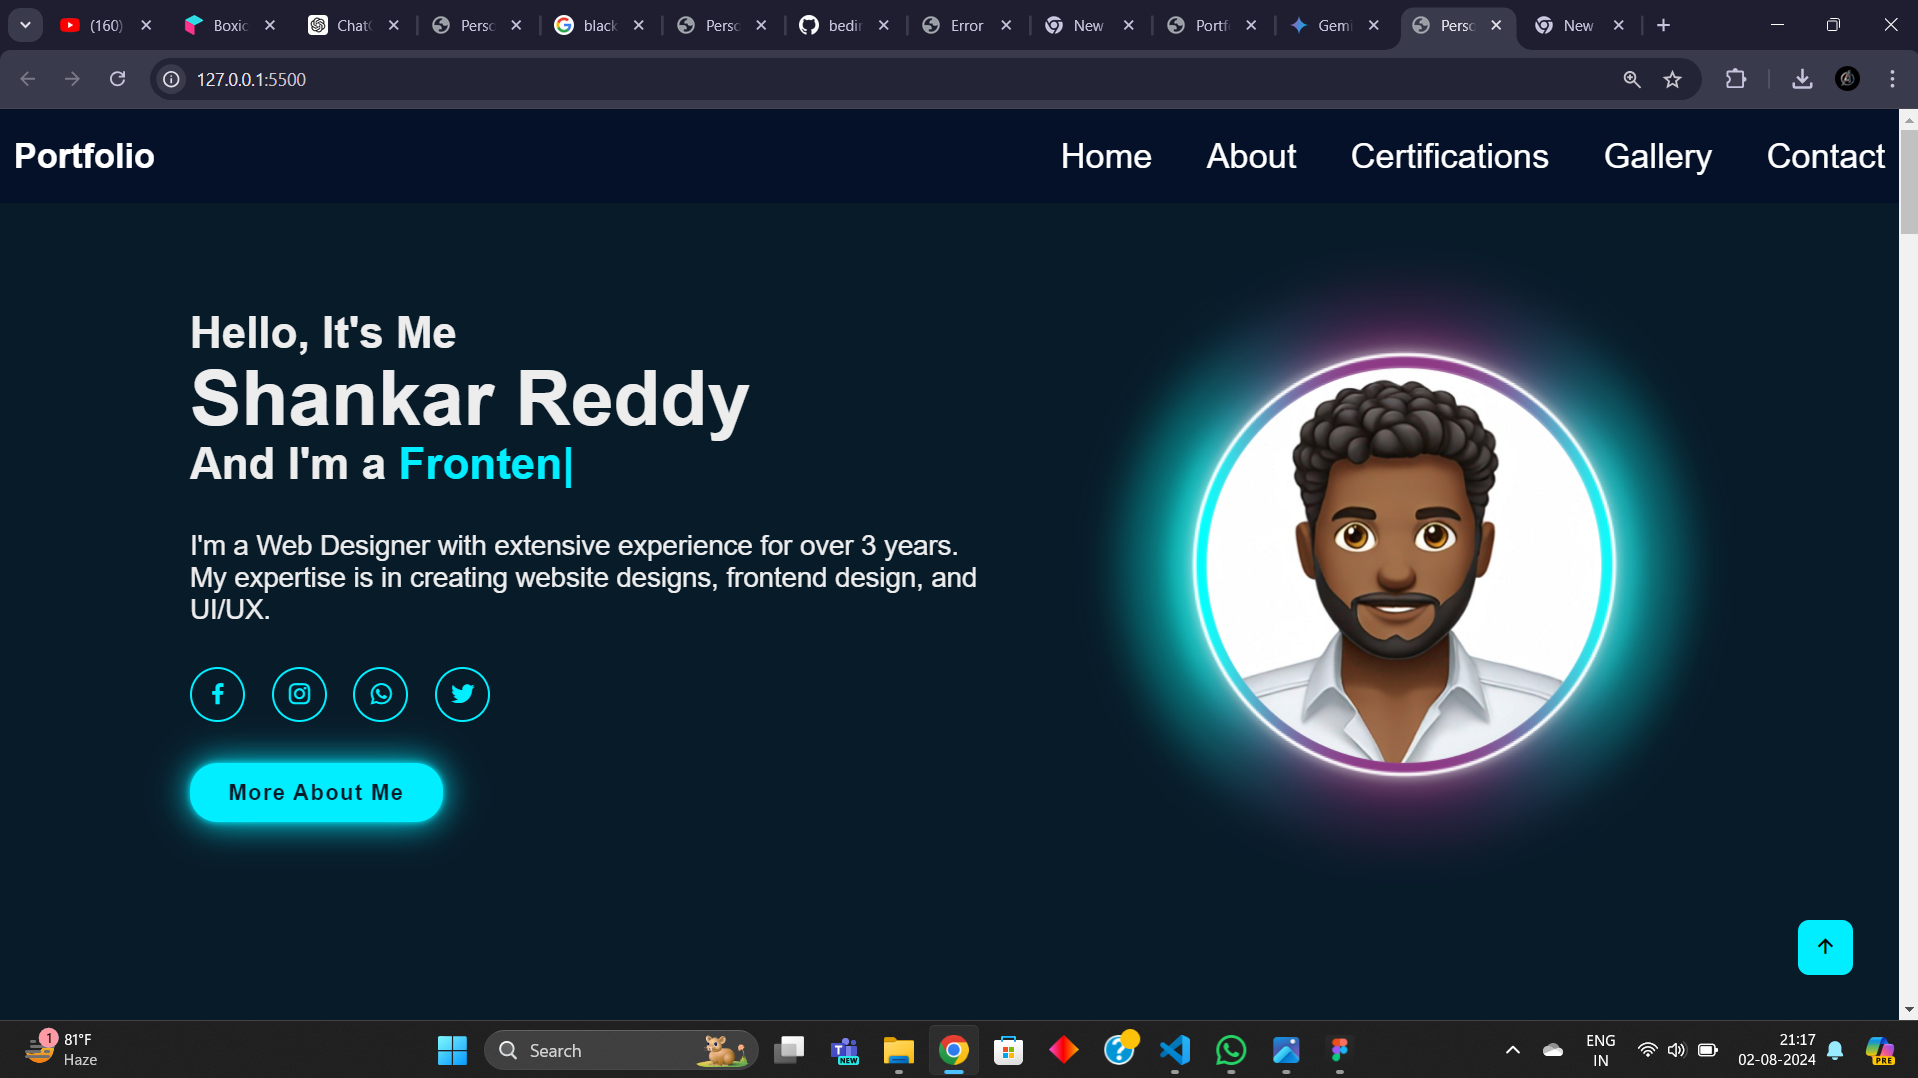 (160)
Boxic
Chat
Perso
black
Perso
bedir
Error
New
Portf
Gemi
Perso
New
127.0.0.1:5500
Portfolio
Home
About
Certifications
Gallery
Contact
Hello, It's Me
Shankar Reddy
And I'm a Fronten|
I'm a Web Designer with extensive experience for over 3 years.
My expertise is in creating website designs, frontend design, and
UI/UX.
More About Me
1
81°F
Haze
Search
NEW
ENG
IN
21:17
02-08-2024
PRE